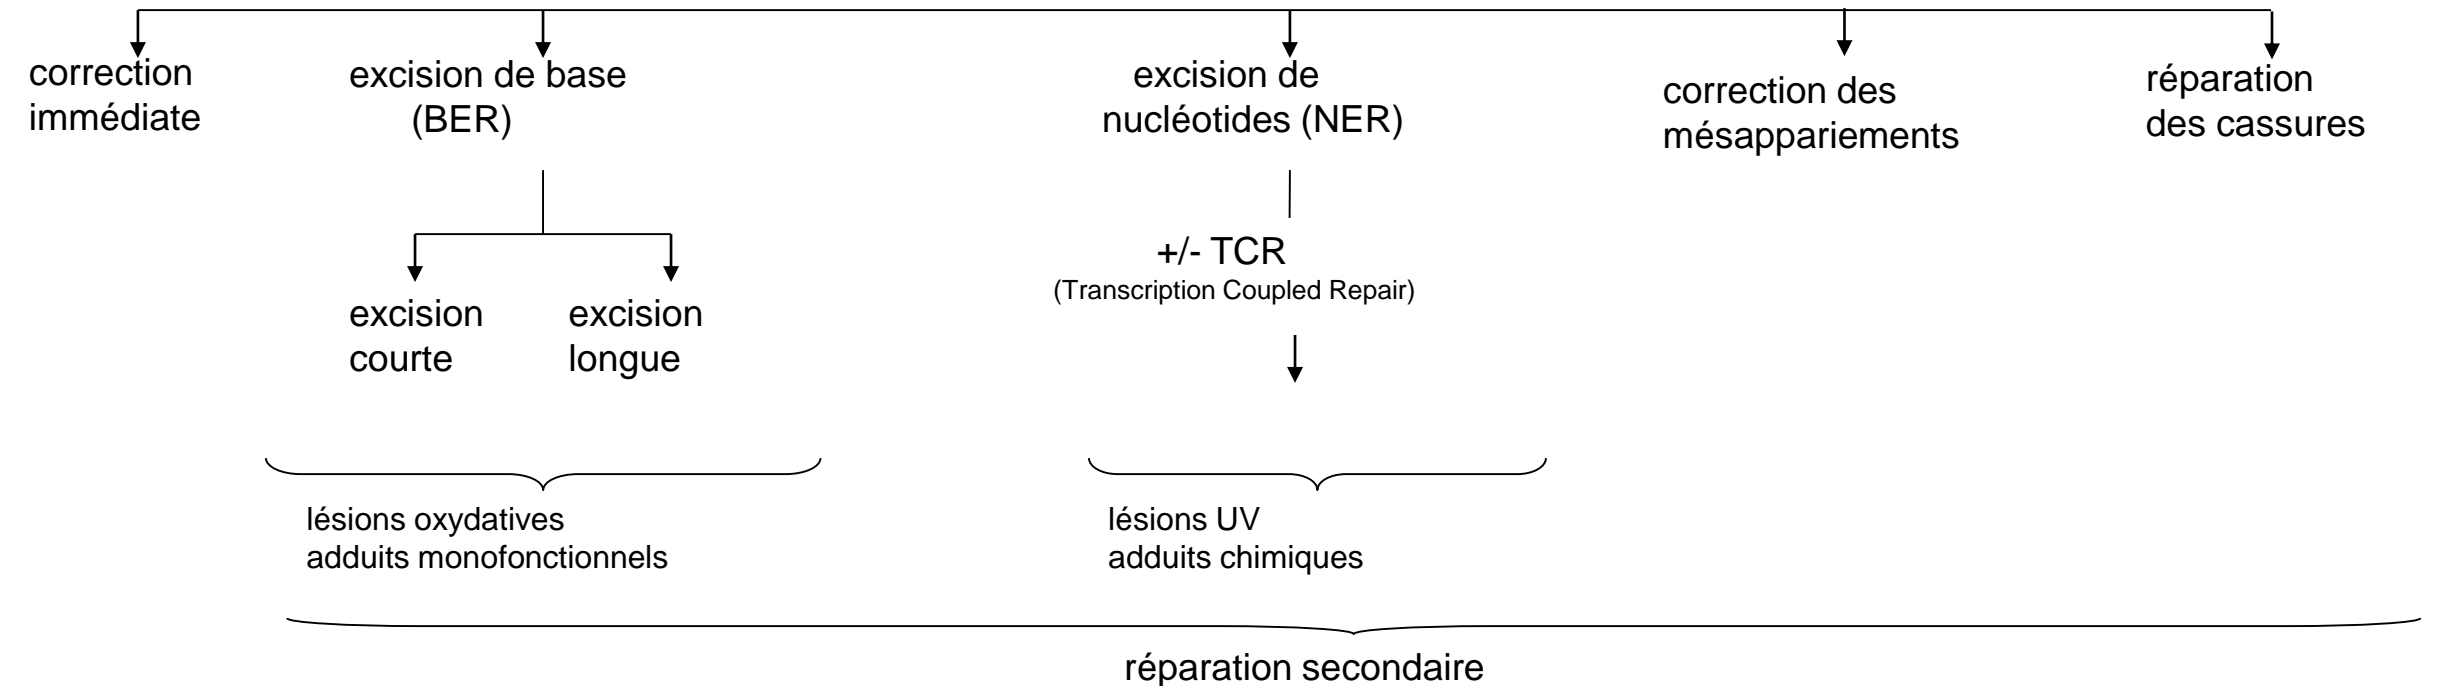 correction
immédiate
excision de base
(BER)
excision de
nucléotides (NER)
correction des
mésappariements
réparation
des cassures
+/- TCR
(Transcription Coupled Repair)
excision
courte
excision
longue
lésions oxydatives
adduits monofonctionnels
lésions UV
adduits chimiques
réparation secondaire